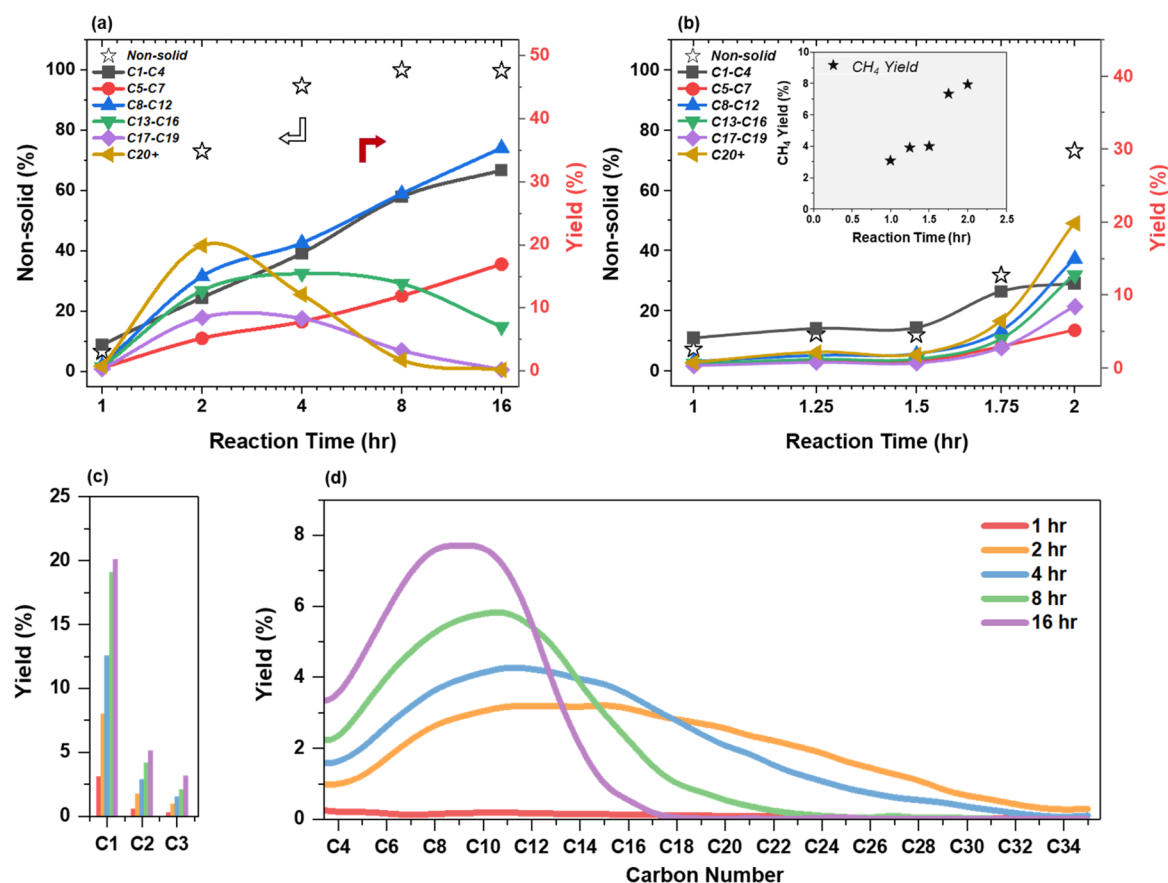 (a)
Non-solid
C1-C4
C5-C7
C8-C12
C13-C16
C17-C19
C20+
Non-solid (%)
100
80
60
40
20
0
50
40
30
20
10
0
Yield (%)
1 2 4 8 16
Reaction Time (hr)
(b)
Non-solid
C1-C4
C5-C7
C8-C12
C13-C16
C17-C19
C20+
Non-solid (%)
100
80
60
40
20
0
40
30
20
10
0
Yield (%)
1 1.25 1.5 1.75 2
Reaction Time (hr)
CH₄ Yield
CH₄ Yield (%)
10
8
6
4
2
0
0.0 0.5 1.0 1.5 2.0 2.5
Reaction Time (hr)
(c)
Yield (%)
25
20
15
10
5
0
C1 C2 C3
(d)
Yield (%)
8
6
4
2
0
1 hr
2 hr
4 hr
8 hr
16 hr
C4 C6 C8 C10 C12 C14 C16 C18 C20 C22 C24 C26 C28 C30 C32 C34
Carbon Number